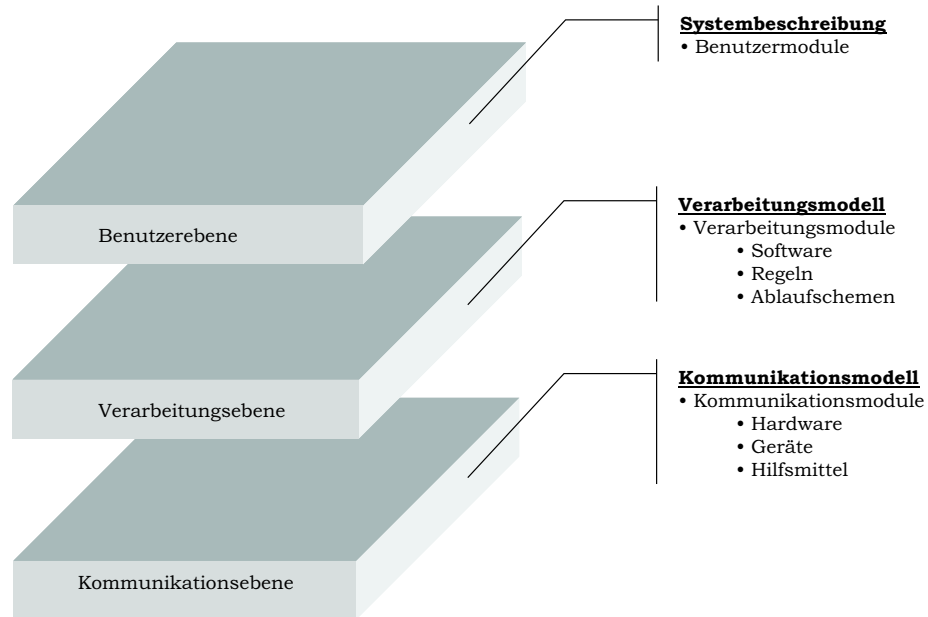 Systembeschreibung
• Benutzermodule
Benutzerebene
Verarbeitungsmodell
• Verarbeitungsmodule
• Software
• Regeln
• Ablaufschemen
Verarbeitungsebene
Kommunikationsmodell
• Kommunikationsmodule
• Hardware
• Geräte
• Hilfsmittel
Kommunikationsebene